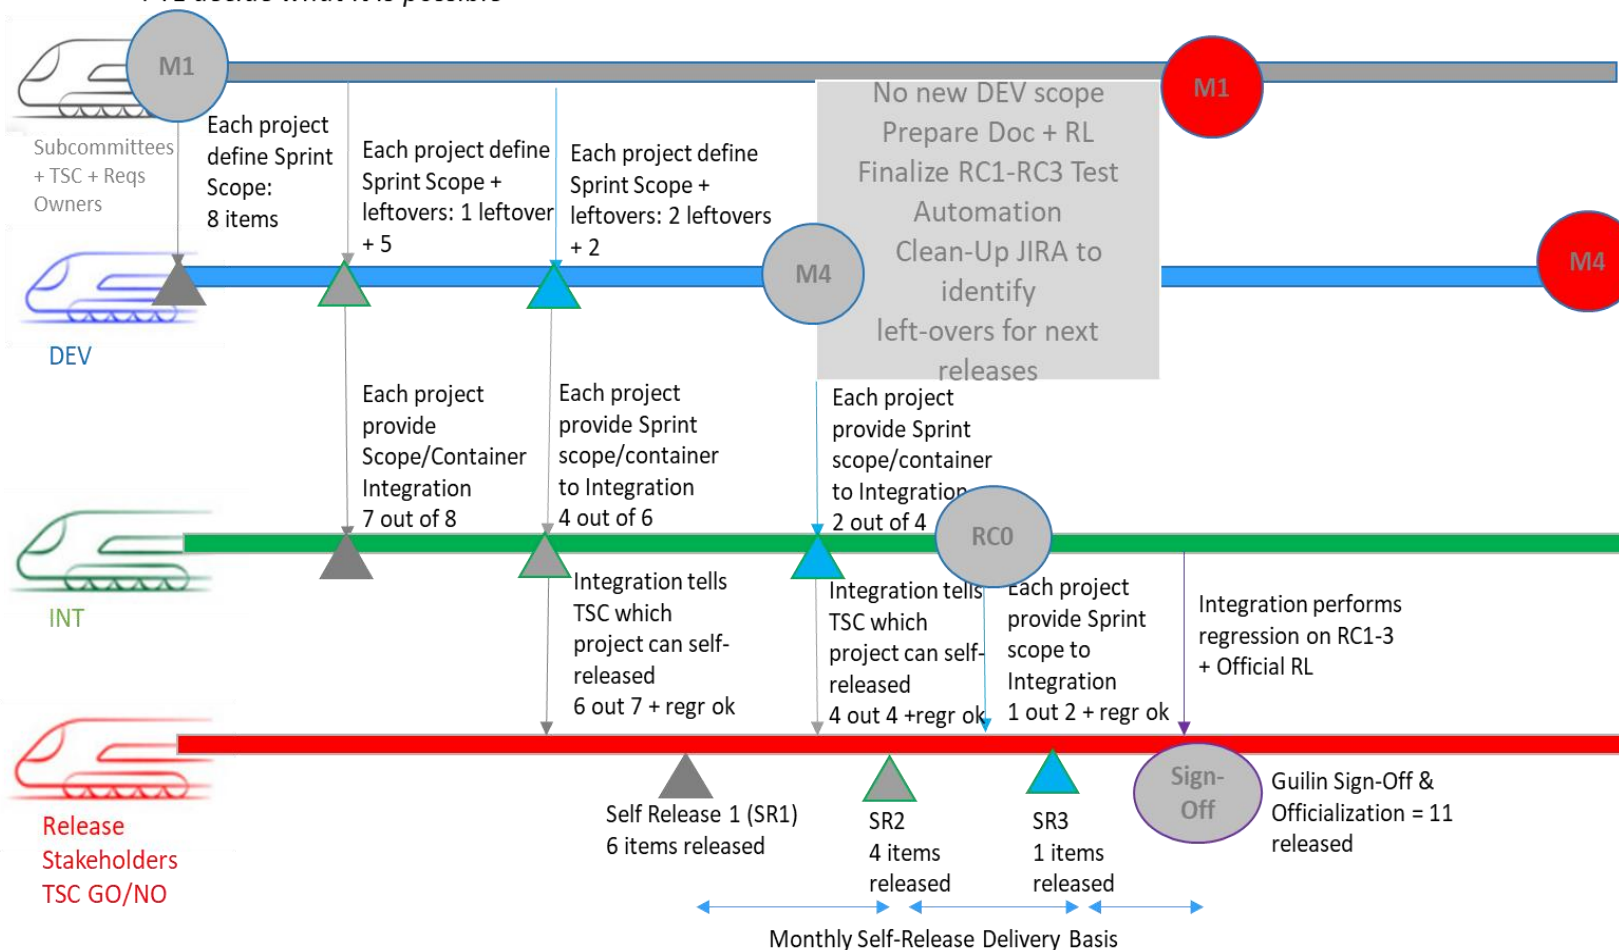 decide what it is possible
M1
M1
Subcommittees
+ TSC + Reqs
Owners
Each project
define Sprint
Scope:
8 items
Each project define
Sprint Scope +
leftovers: 1 leftover
+ 5
Each project define
Sprint Scope +
leftovers: 2 leftovers
+ 2
No new DEV scope
Prepare Doc + RL
Finalize RC1-RC3 Test
Automation
Clean-Up JIRA to
identify
left-overs for next
releases
M4
M4
DEV
Each project
provide
Scope/Container
Integration
7 out of 8
Each project
provide Sprint
scope/container
to Integration
4 out of 6
Each project
provide Sprint
scope/container
to Integration
2 out of 4
RC0
INT
Integration tells
TSC which
project can self-
released
6 out 7 + regr ok
Integration tells
TSC which
project can self-
released
4 out 4 +regr ok
Each project
provide Sprint
scope to
Integration
1 out 2 + regr ok
Integration performs
regression on RC1-3
+ Official RL
Release
Stakeholders
TSC GO/NO
Self Release 1 (SR1)
6 items released
SR2
4 items
released
SR3
1 items
released
Sign-
Off
Guilin Sign-Off &
Officialization = 11
released
Monthly Self-Release Delivery Basis